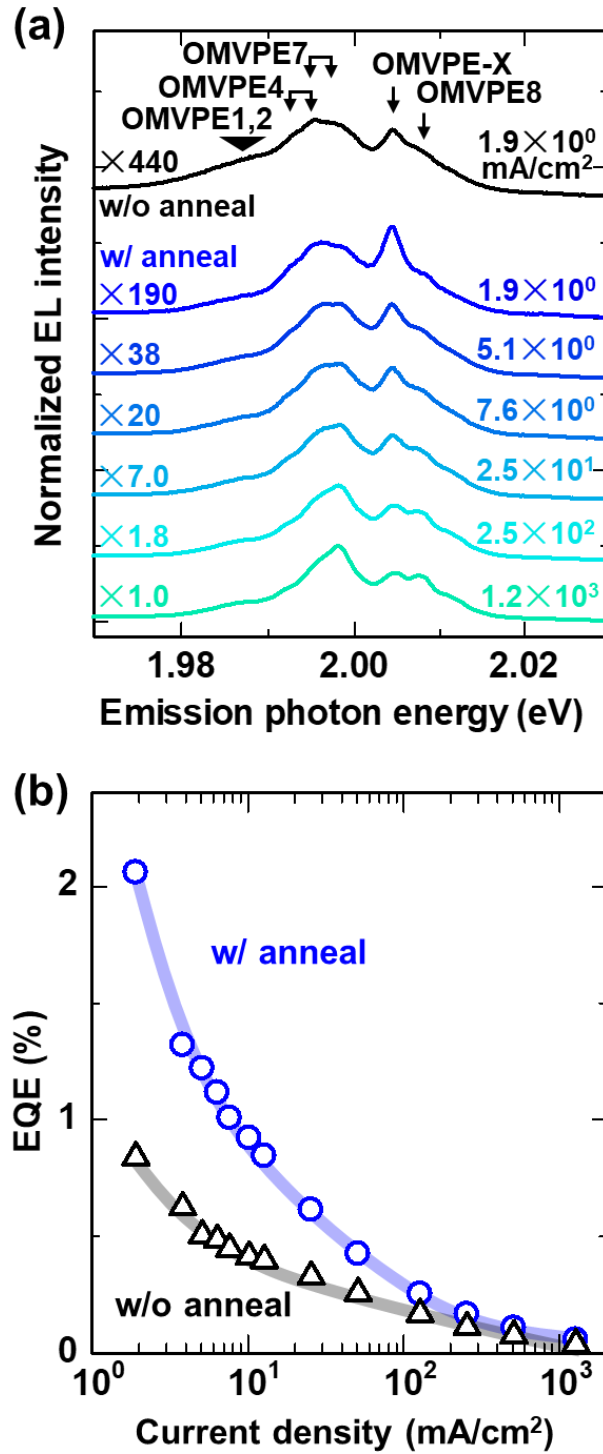 (a)
OMVPE7
OMVPE4
OMVPE1,2
OMVPE-X
OMVPE8
×440
1.9×10⁰
mA/cm²
w/o anneal
w/ anneal
×190
1.9×10⁰
×38
5.1×10⁰
×20
7.6×10⁰
×7.0
2.5×10¹
×1.8
2.5×10²
×1.0
1.2×10³
Normalized EL intensity
1.98
2.00
2.02
Emission photon energy (eV)
(b)
2
1
0
EQE (%)
w/ anneal
w/o anneal
10⁰
10¹
10²
10³
Current density (mA/cm²)